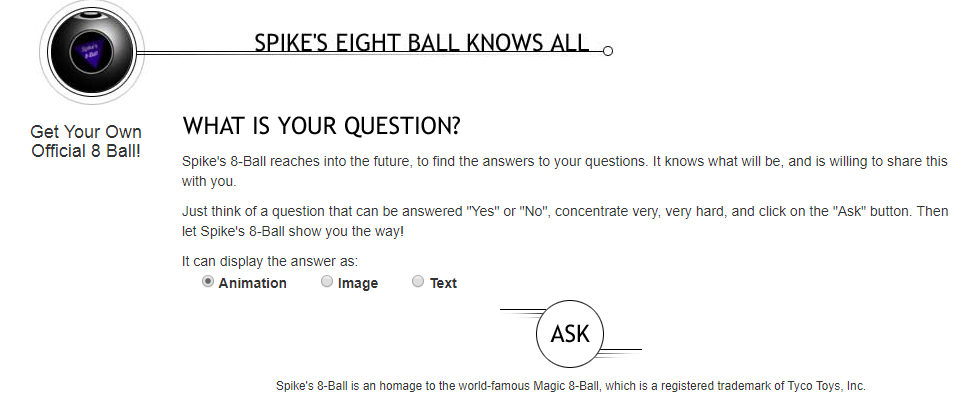 Spike's
8-Ball
SPIKE'S EIGHT BALL KNOWS ALL
Get Your Own
Official 8 Ball!
WHAT IS YOUR QUESTION?
Spike's 8-Ball reaches into the future, to find the answers to your questions. It knows what will be, and is willing to share this
with you.
Just think of a question that can be answered "Yes" or "No", concentrate very, very hard, and click on the "Ask" button. Then
let Spike's 8-Ball show you the way!
It can display the answer as:
Animation Image Text
ASK
Spike's 8-Ball is an homage to the world-famous Magic 8-Ball, which is a registered trademark of Tyco Toys, Inc.